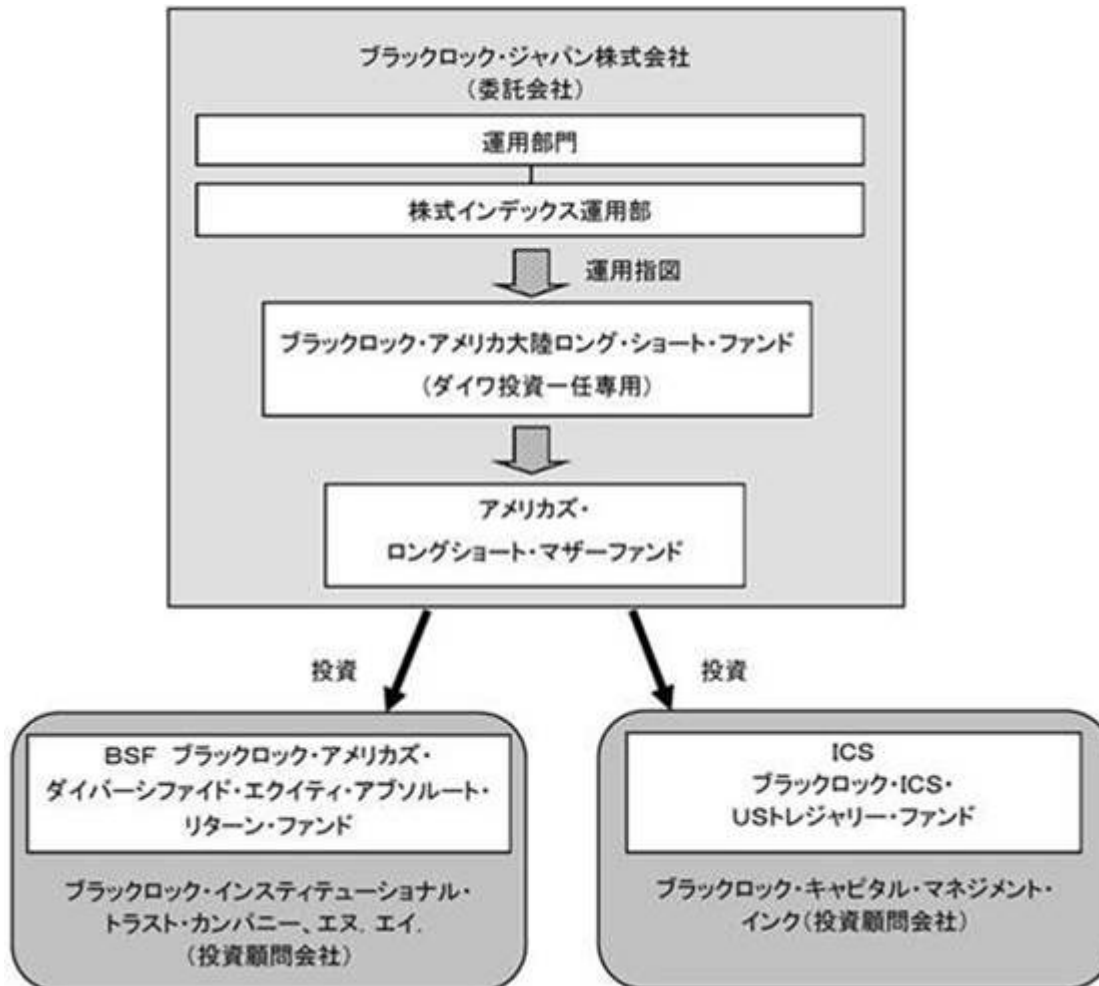 ブラックロック・ジャパン株式会社
（委託会社）
運用部門
株式インデックス運用部
運用指図
ブラックロック・アメリカ大陸ロング・ショート・ファンド
（ダイワ投資一任専用）
アメリカズ・
ロングショート・マザーファンド
投資
投資
BSF ブラックロック・アメリカズ・
ダイバーシファイド・エクイティ・アブソルート・
リターン・ファンド
ブラックロック・インスティテューショナル・
トラスト・カンパニー、エヌ．エイ．
（投資顧問会社）
ICS
ブラックロック・ICS・
USトレジャリー・ファンド
ブラックロック・キャピタル・マネジメント・
インク（投資顧問会社）